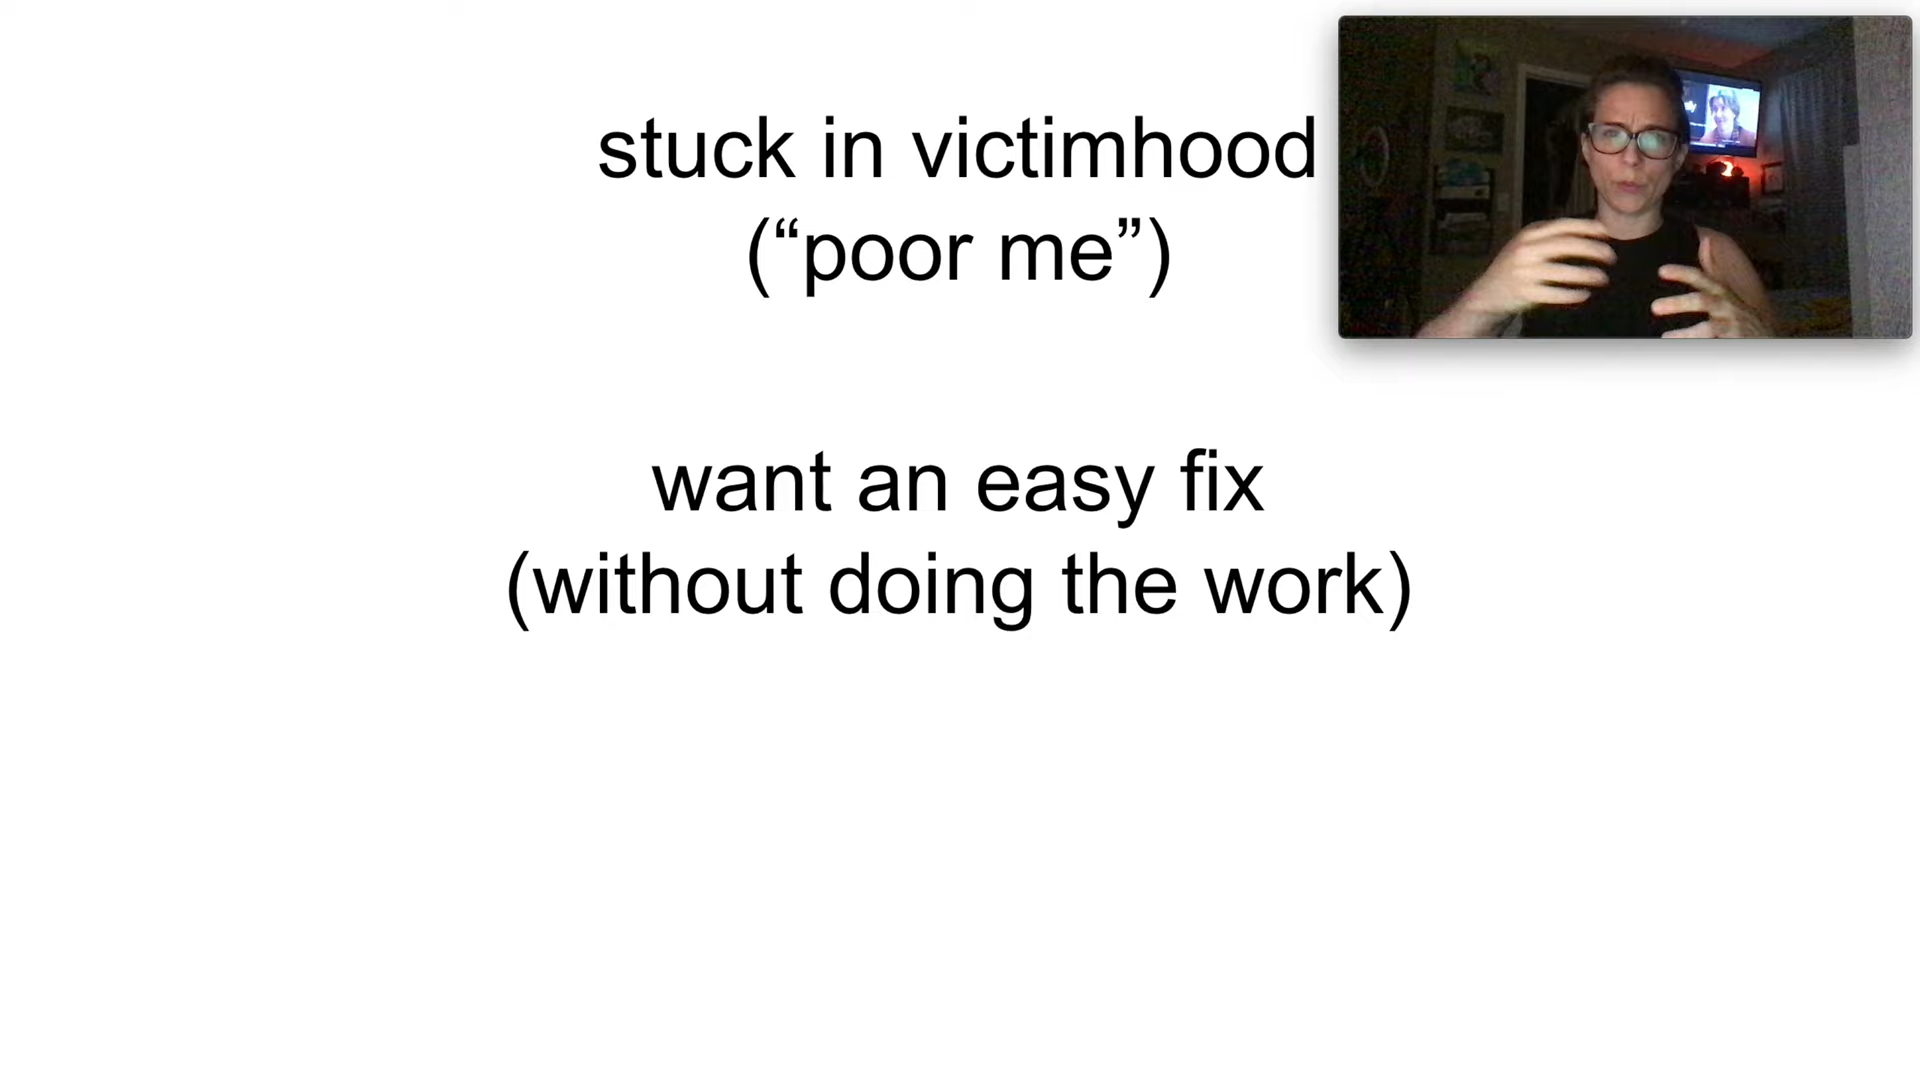 stuck in victimhood
(“poor me”)
want an easy fix
(without doing the work)